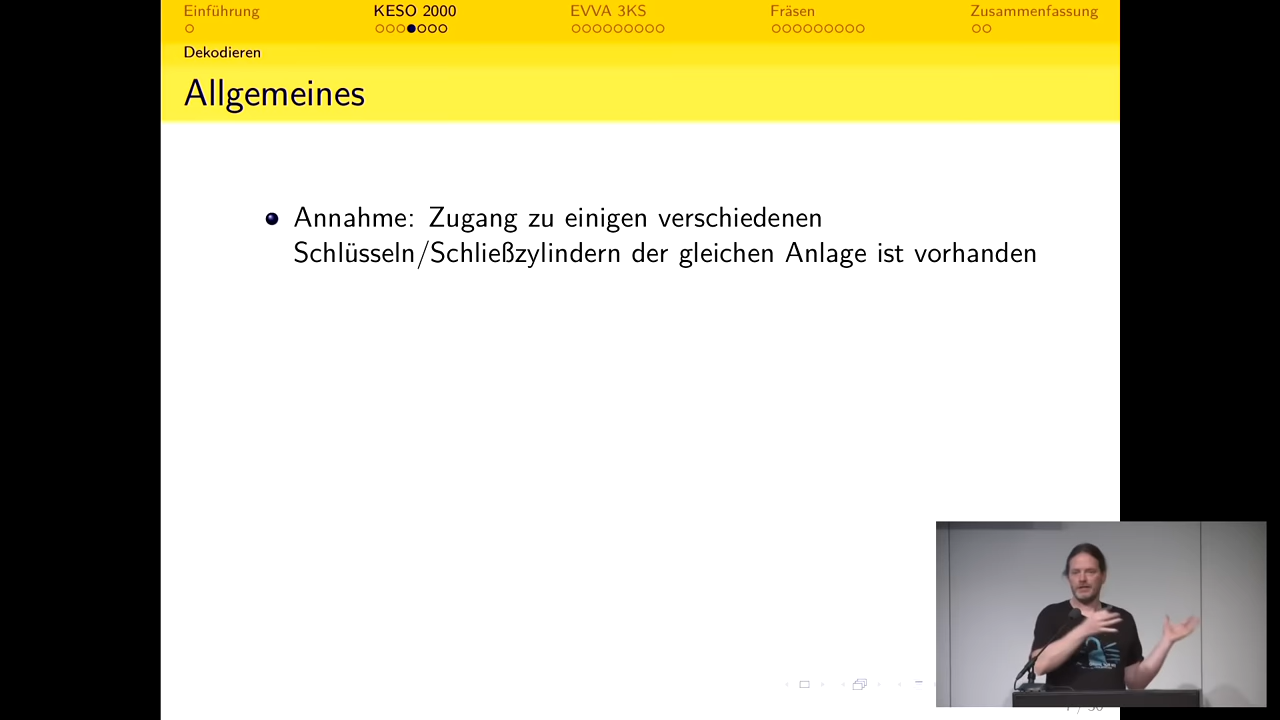 Einführung KESO 2000 EVVA 3KS Fräsen Zusammenfassung
Dekodieren
Allgemeines
Annahme: Zugang zu einigen verschiedenen
Schlüsseln/Schließzylindern der gleichen Anlage ist vorhanden